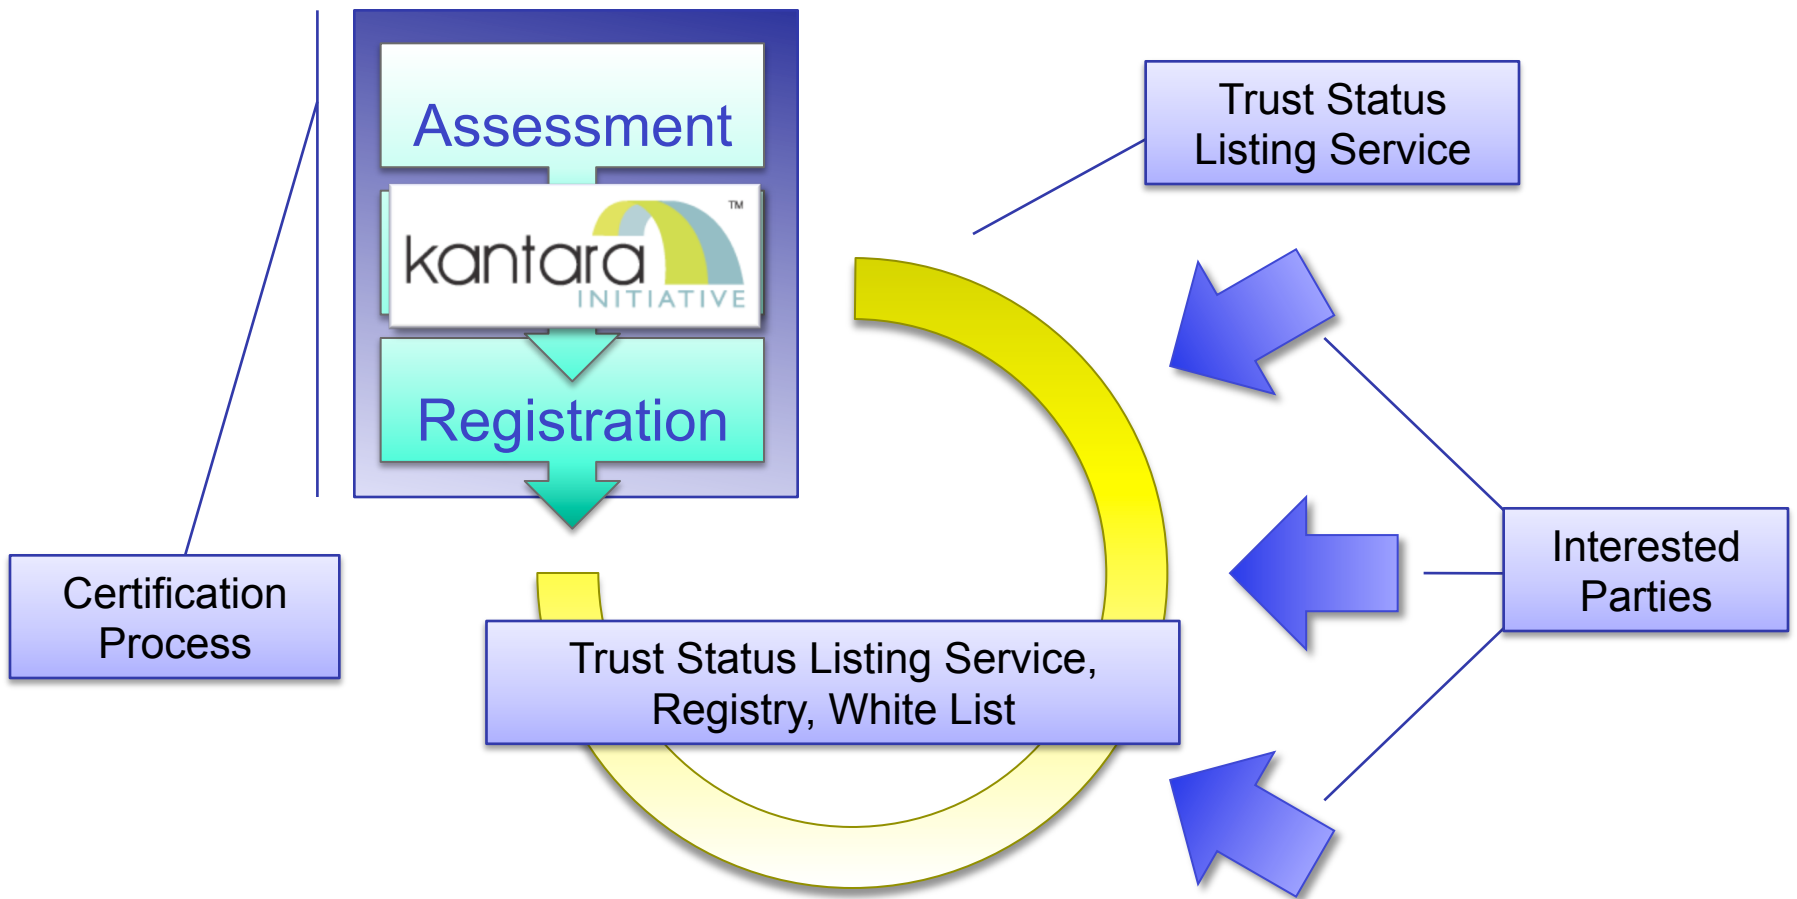 Assessment
kantara
TM
INITIATIVE
Registration
Certification
Process
Trust Status
Listing Service
Trust Status Listing Service,
Registry, White List
Interested
Parties